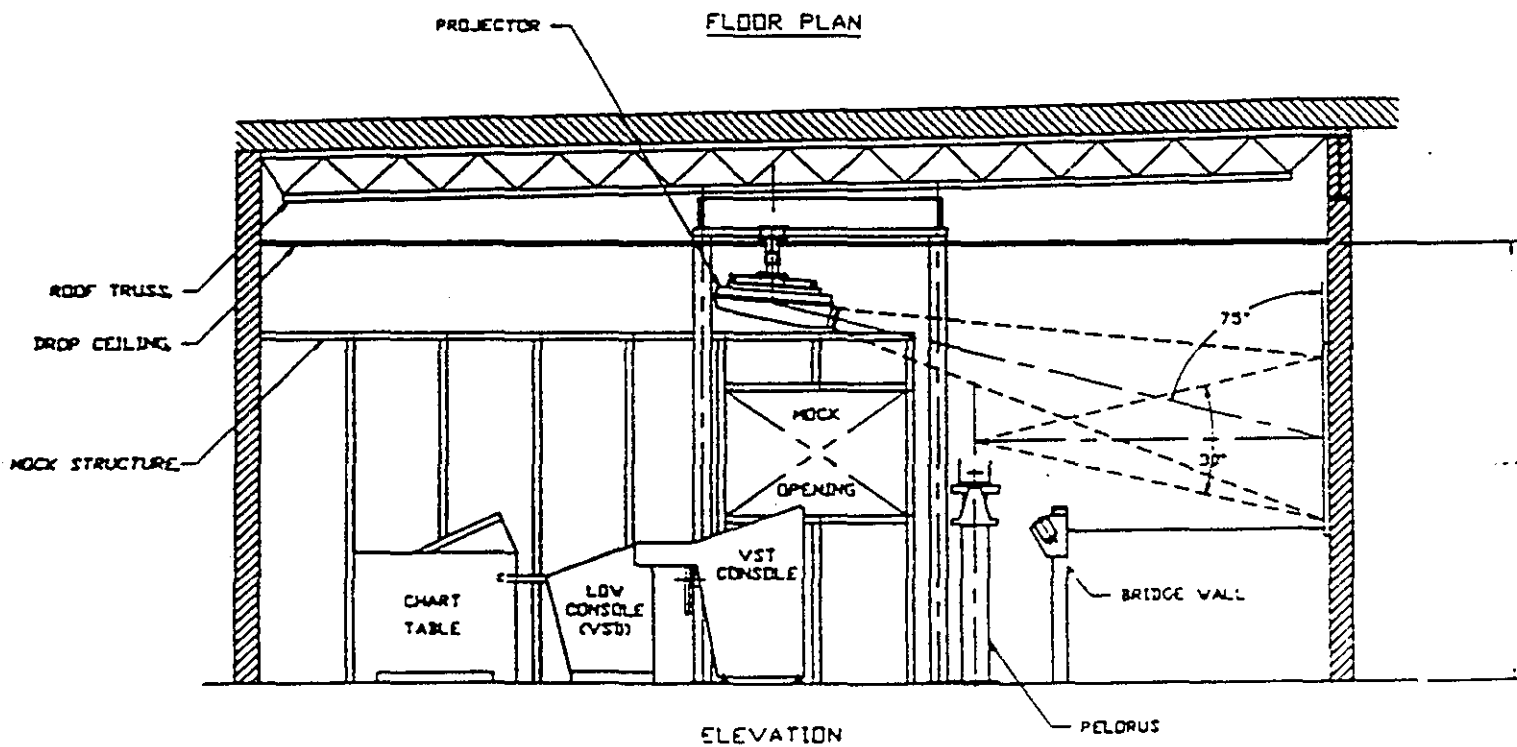 FLOOR PLAN
PROJECTOR
ROOF TRUSS
DROP CEILING
MOCK STRUCTURE
75°
30°
MOCK
OPENING
VST
CONSOLE
LOW
CONSOLE
(VSD)
CHART
TABLE
BRIDGE WALL
PELORUS
ELEVATION